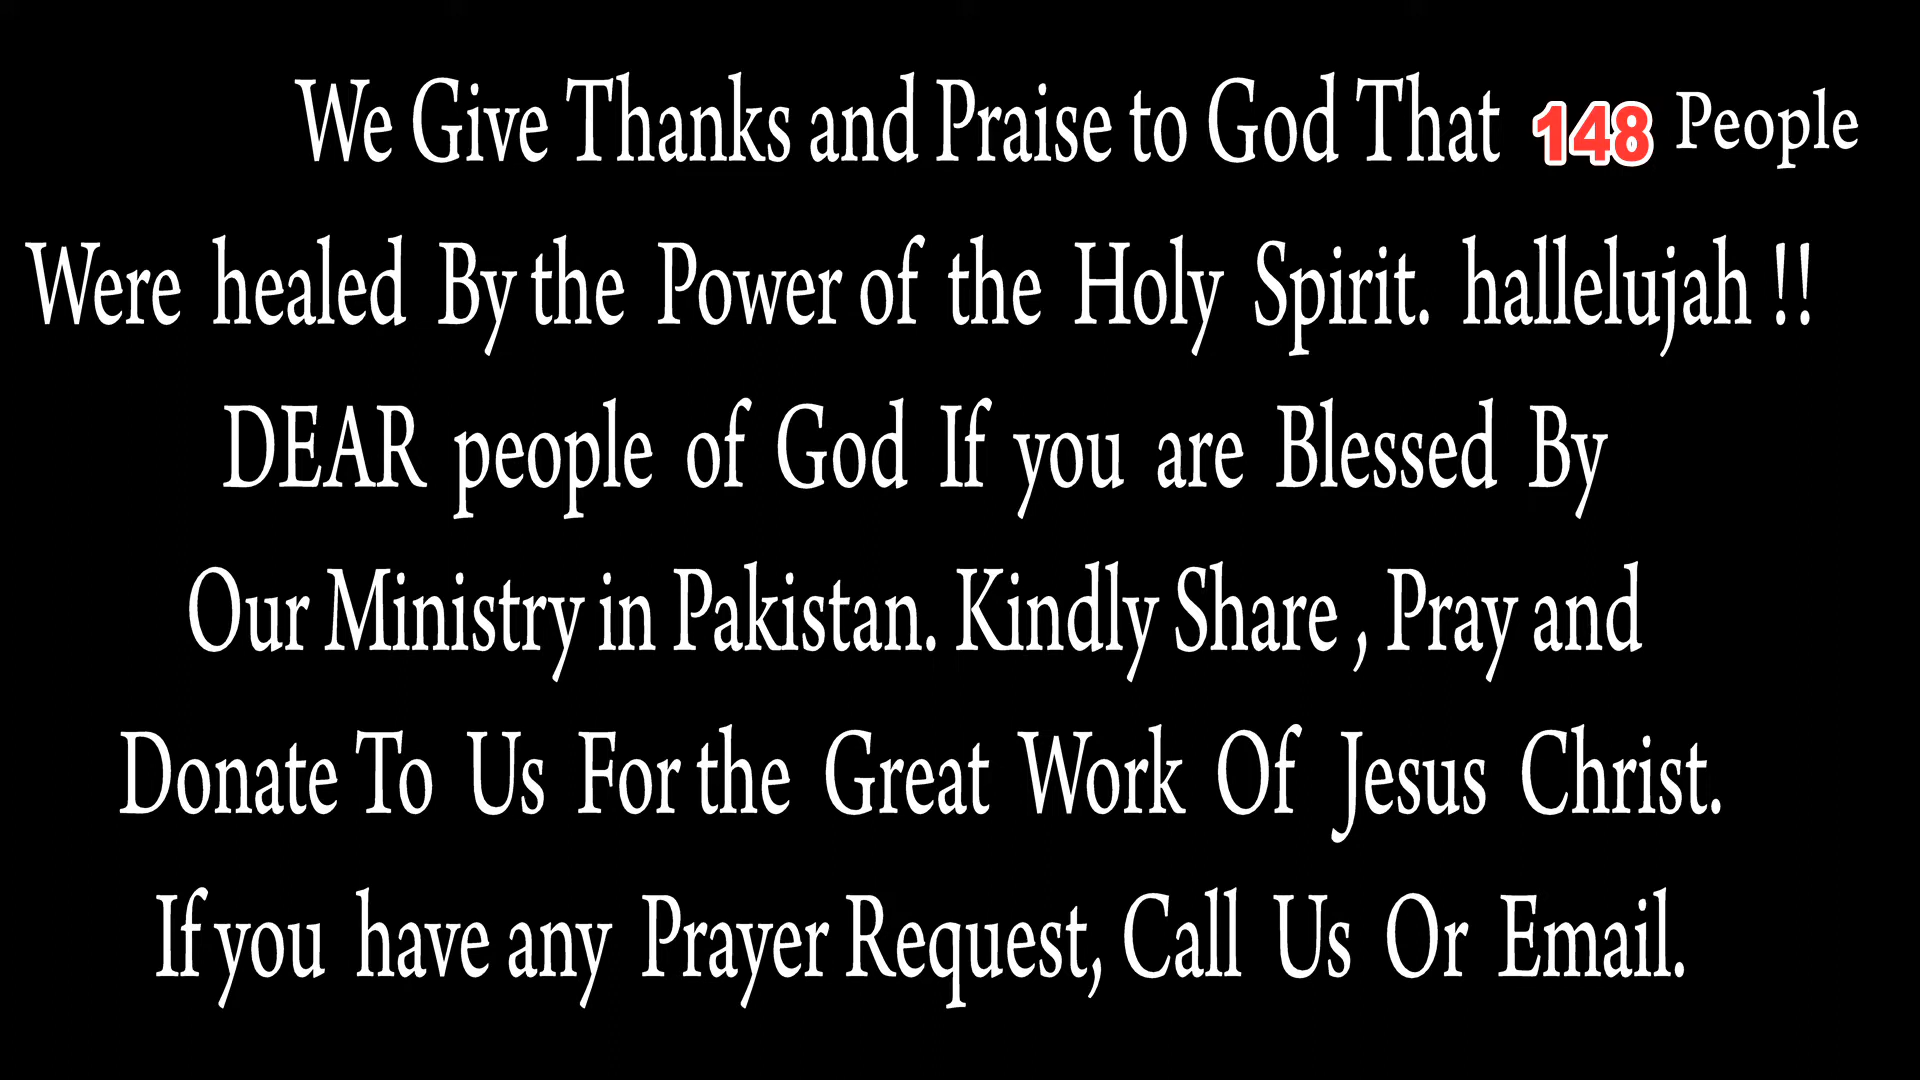 We Give Thanks and Praise to God That 148 People
Were healed By the Power of the Holy Spirit. hallelujah !!
DEAR people of God If you are Blessed By
Our Ministry in Pakistan. Kindly Share , Pray and
Donate To Us For the Great Work Of Jesus Christ.
If you have any Prayer Request, Call Us Or Email.